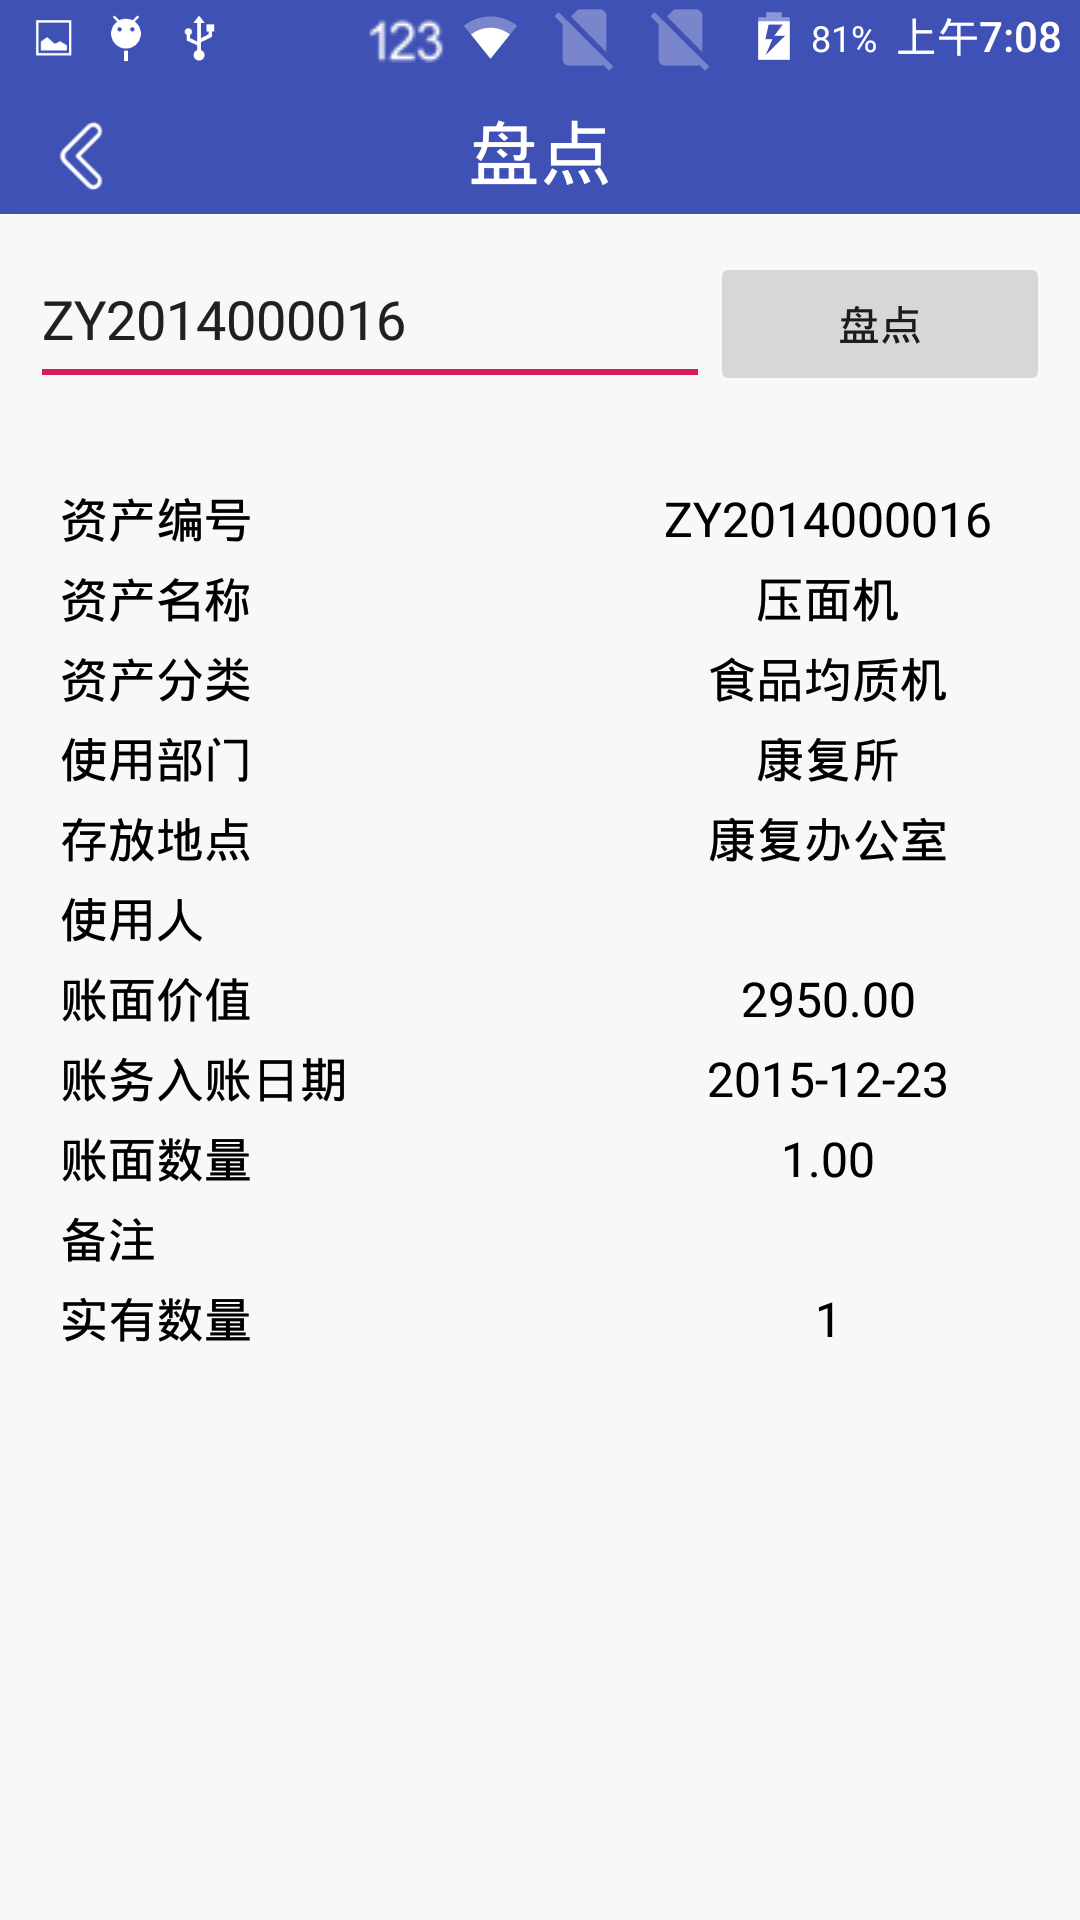 123 81% 上午7:08
盘点
ZY2014000016 盘点
资产编号 ZY2014000016
资产名称 压面机
资产分类 食品均质机
使用部门 康复所
存放地点 康复办公室
使用人
账面价值 2950.00
账务入账日期 2015-12-23
账面数量 1.00
备注
实有数量 1